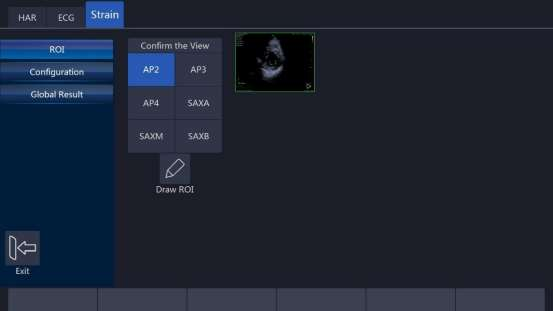 HAR ECG Strain
ROI
Configuration
Global Result
Confirm the View
AP2 AP3
AP4 SAXA
SAXM SAXB
Draw ROI
Exit